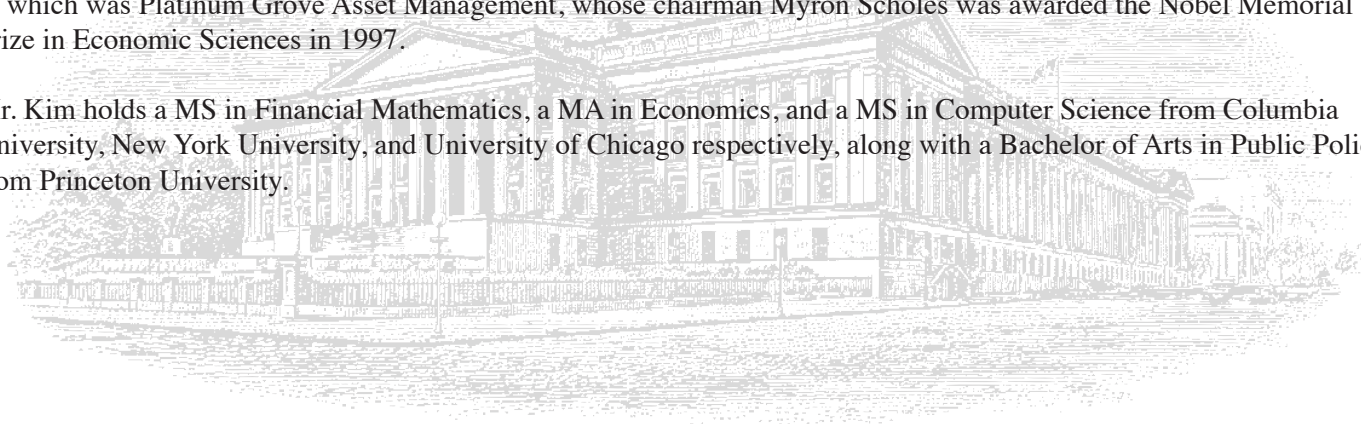 which was Platinum Grove Asset Management, whose chairman Myron Scholes was awarded the Nobel Memorial
rize in Economic Sciences in 1997.
r. Kim holds a MS in Financial Mathematics, a MA in Economics, and a MS in Computer Science from Columbia
niversity, New York University, and University of Chicago respectively, along with a Bachelor of Arts in Public Poli
om Princeton University.